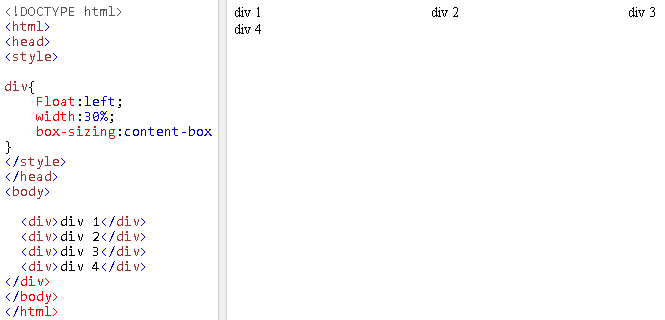 <!DOCTYPE html>
<html>
<head>
<style>
div{
    Float:left;
    width:30%;
    box-sizing:content-box
}
</style>
</head>
<body>
  <div>div 1</div>
  <div>div 2</div>
  <div>div 3</div>
  <div>div 4</div>
</div>
</body>
</html>
div 1 div 2 div 3
div 4